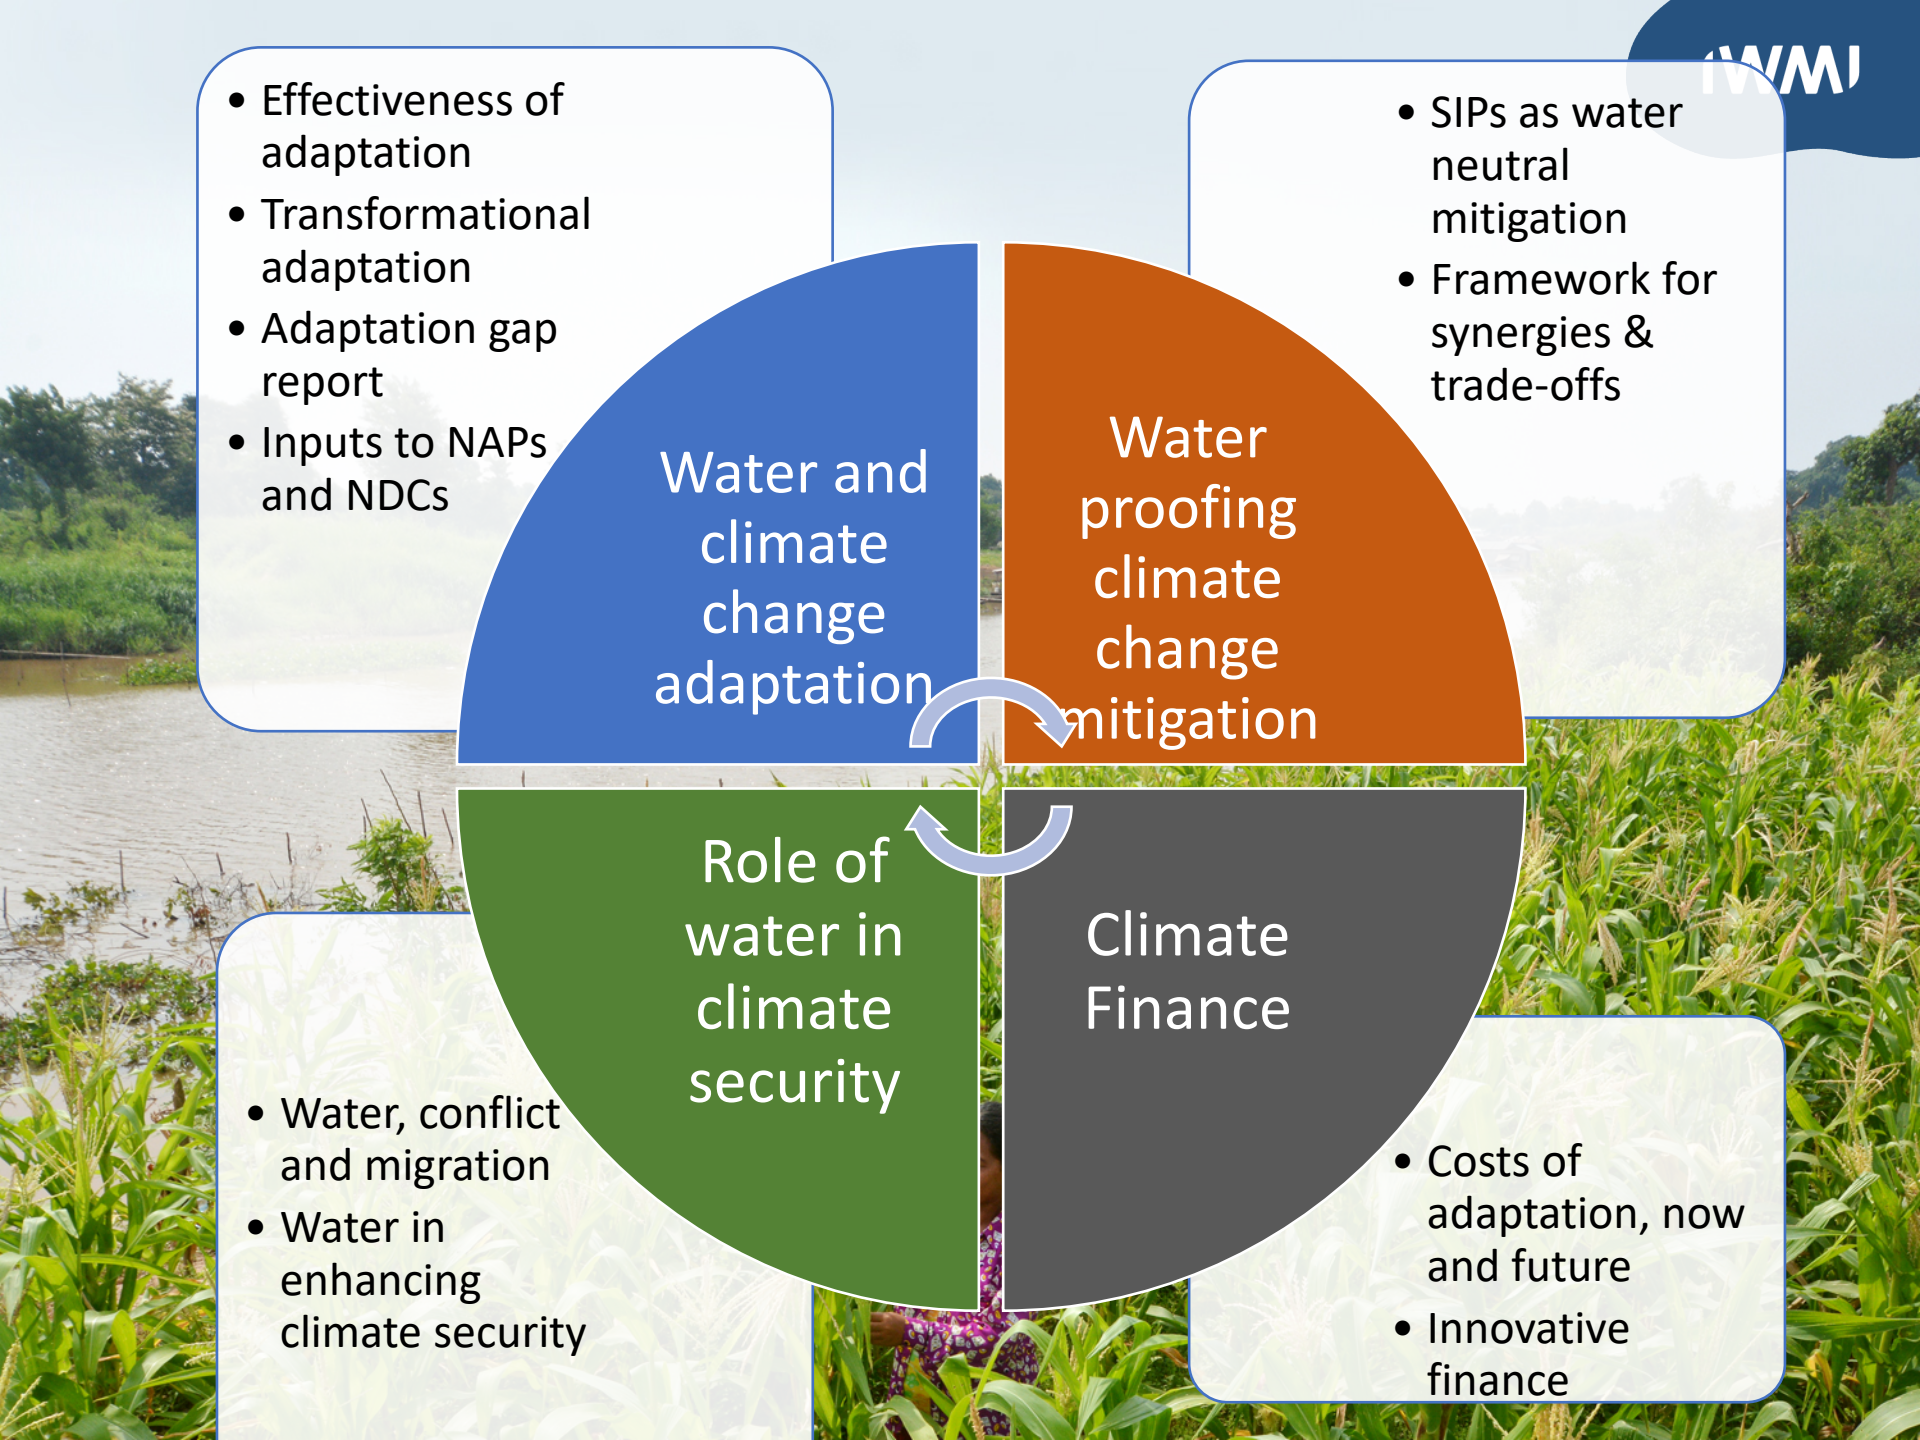 IWMI
• Effectiveness of
adaptation
• Transformational
adaptation
• Adaptation gap
report
• Inputs to NAPs
and NDCs
• SIPs as water
neutral
mitigation
• Framework for
synergies &
trade-offs
Water and
climate
change
adaptation
Water
proofing
climate
change
mitigation
Role of
water in
climate
security
Climate
Finance
• Water, conflict
and migration
• Water in
enhancing
climate security
• Costs of
adaptation, now
and future
• Innovative
finance